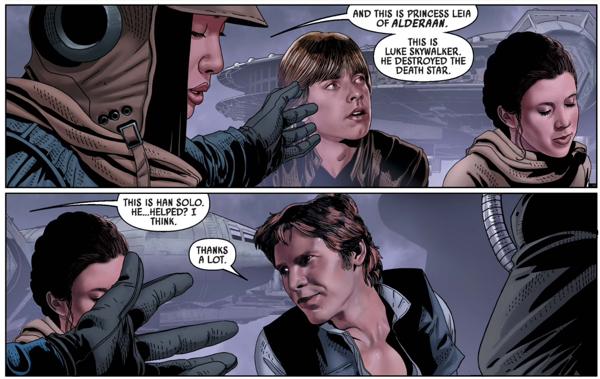 AND THIS IS PRINCESS LEIA
OF ALDERAAN.
THIS IS
LUKE SKYWALKER.
HE DESTROYED THE
DEATH STAR.
THIS IS HAN SOLO.
HE...HELPED? I
THINK.
THANKS
A LOT.